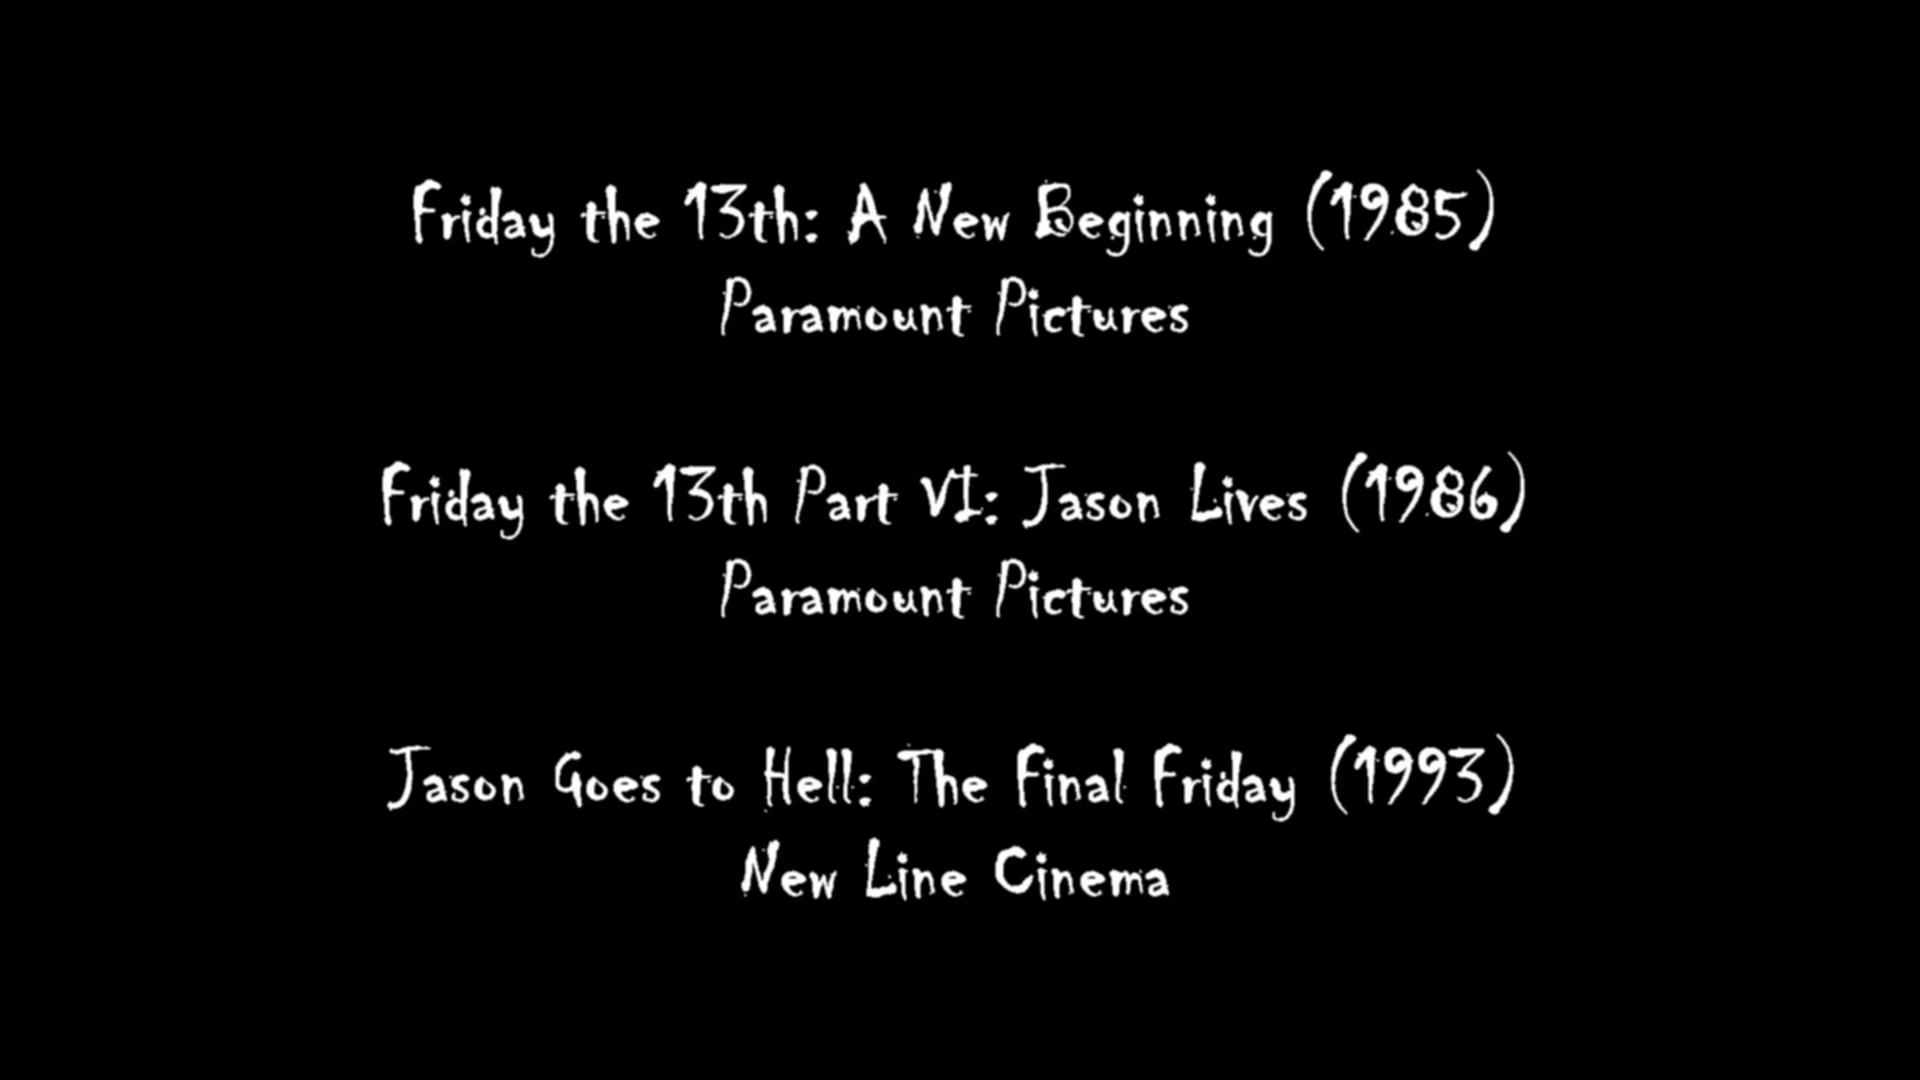 Friday the 13th: A New Beginning (1985)
Paramount Pictures
Friday the 13th Part VI: Jason Lives (1986)
Paramount Pictures
Jason Goes to Hell: The Final Friday (1993)
New Line Cinema